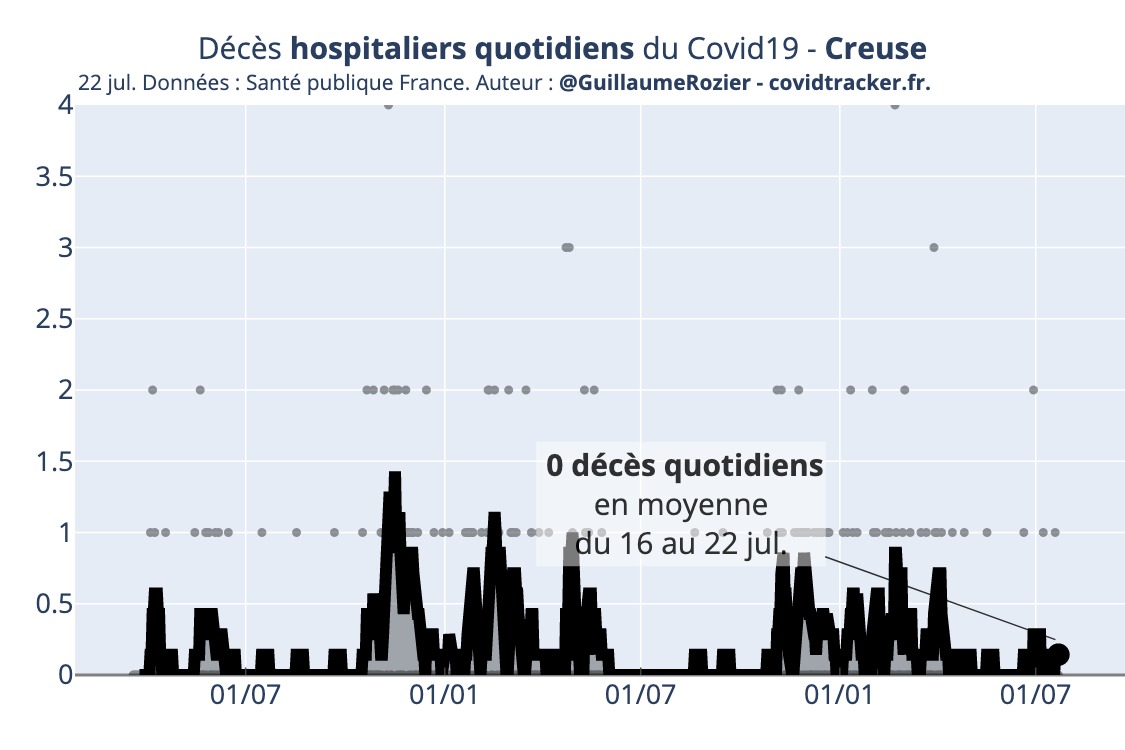 Décès hospitaliers quotidiens du Covid19 - Creuse
22 jul. Données : Santé publique France. Auteur : @GuillaumeRozier - covidtracker.fr.
4
3.5
3
2.5
2
1.5
1
0.5
0
0 décès quotidiens
en moyenne
du 16 au 22 jul.
01/07
01/01
01/07
01/01
01/07